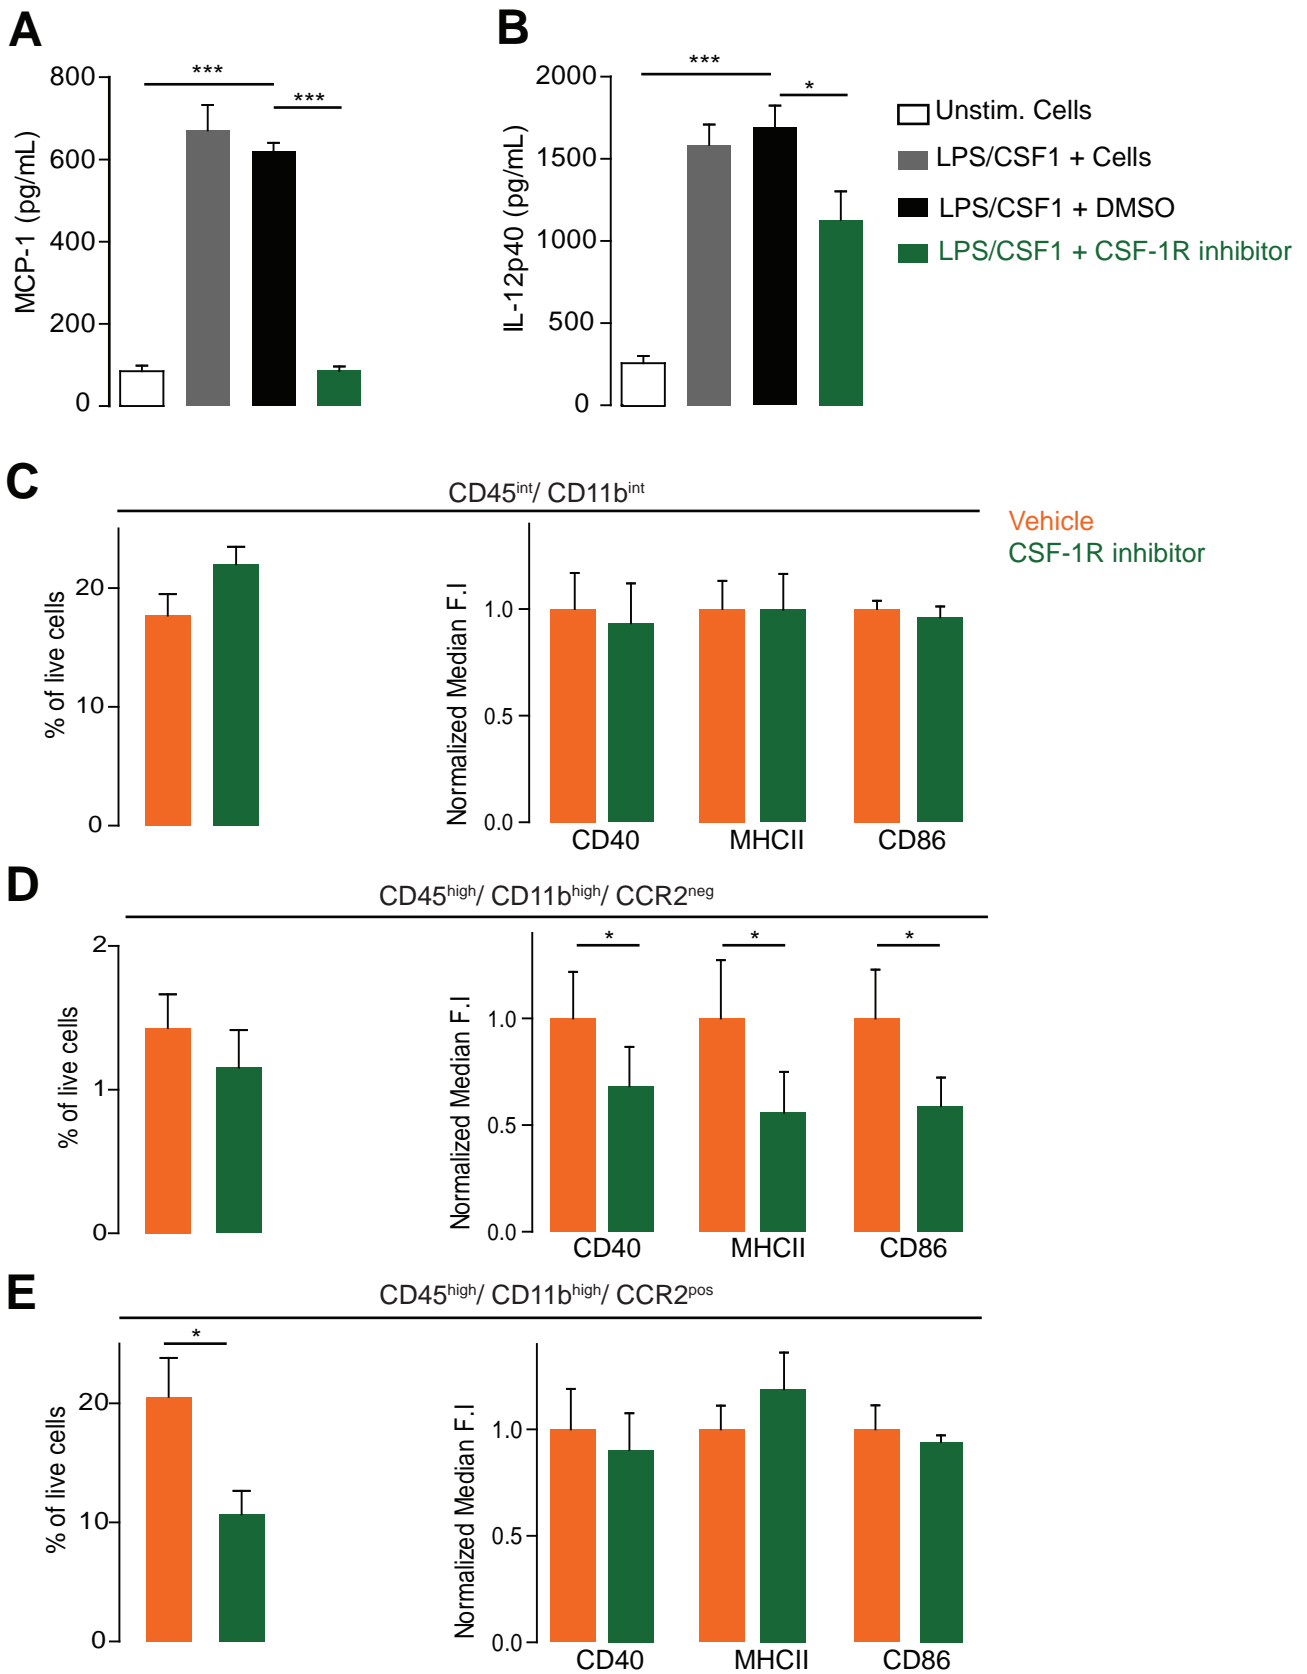 A
MCP-1 (pg/mL)
800
600
400
200
0
***
***
B
IL-12p40 (pg/mL)
2000
1500
1000
500
0
***
*
Unstim. Cells
LPS/CSF1 + Cells
LPS/CSF1 + DMSO
LPS/CSF1 + CSF-1R inhibitor
C
CD45int/ CD11bint
% of live cells
20
10
0
Normalized Median F.I
1.0
0.5
0.0
CD40 MHCII CD86
Vehicle
CSF-1R inhibitor
D
CD45high/ CD11bhigh/ CCR2neg
% of live cells
2
1
0
Normalized Median F.I
1.0
0.5
0.0
* * *
CD40 MHCII CD86
E
CD45high/ CD11bhigh/ CCR2pos
% of live cells
20
10
0
*
Normalized Median F.I
1.0
0.5
0.0
CD40 MHCII CD86